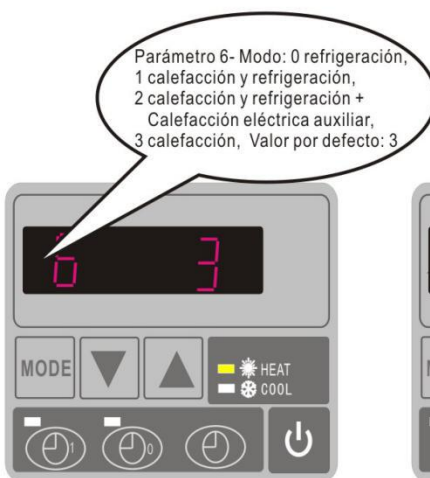 Parámetro 6- Modo: 0 refrigeración,
1 calefacción y refrigeración,
2 calefacción y refrigeración +
Calefacción eléctrica auxiliar,
3 calefacción, Valor por defecto: 3
6 3
MODE
HEAT
COOL
1
0